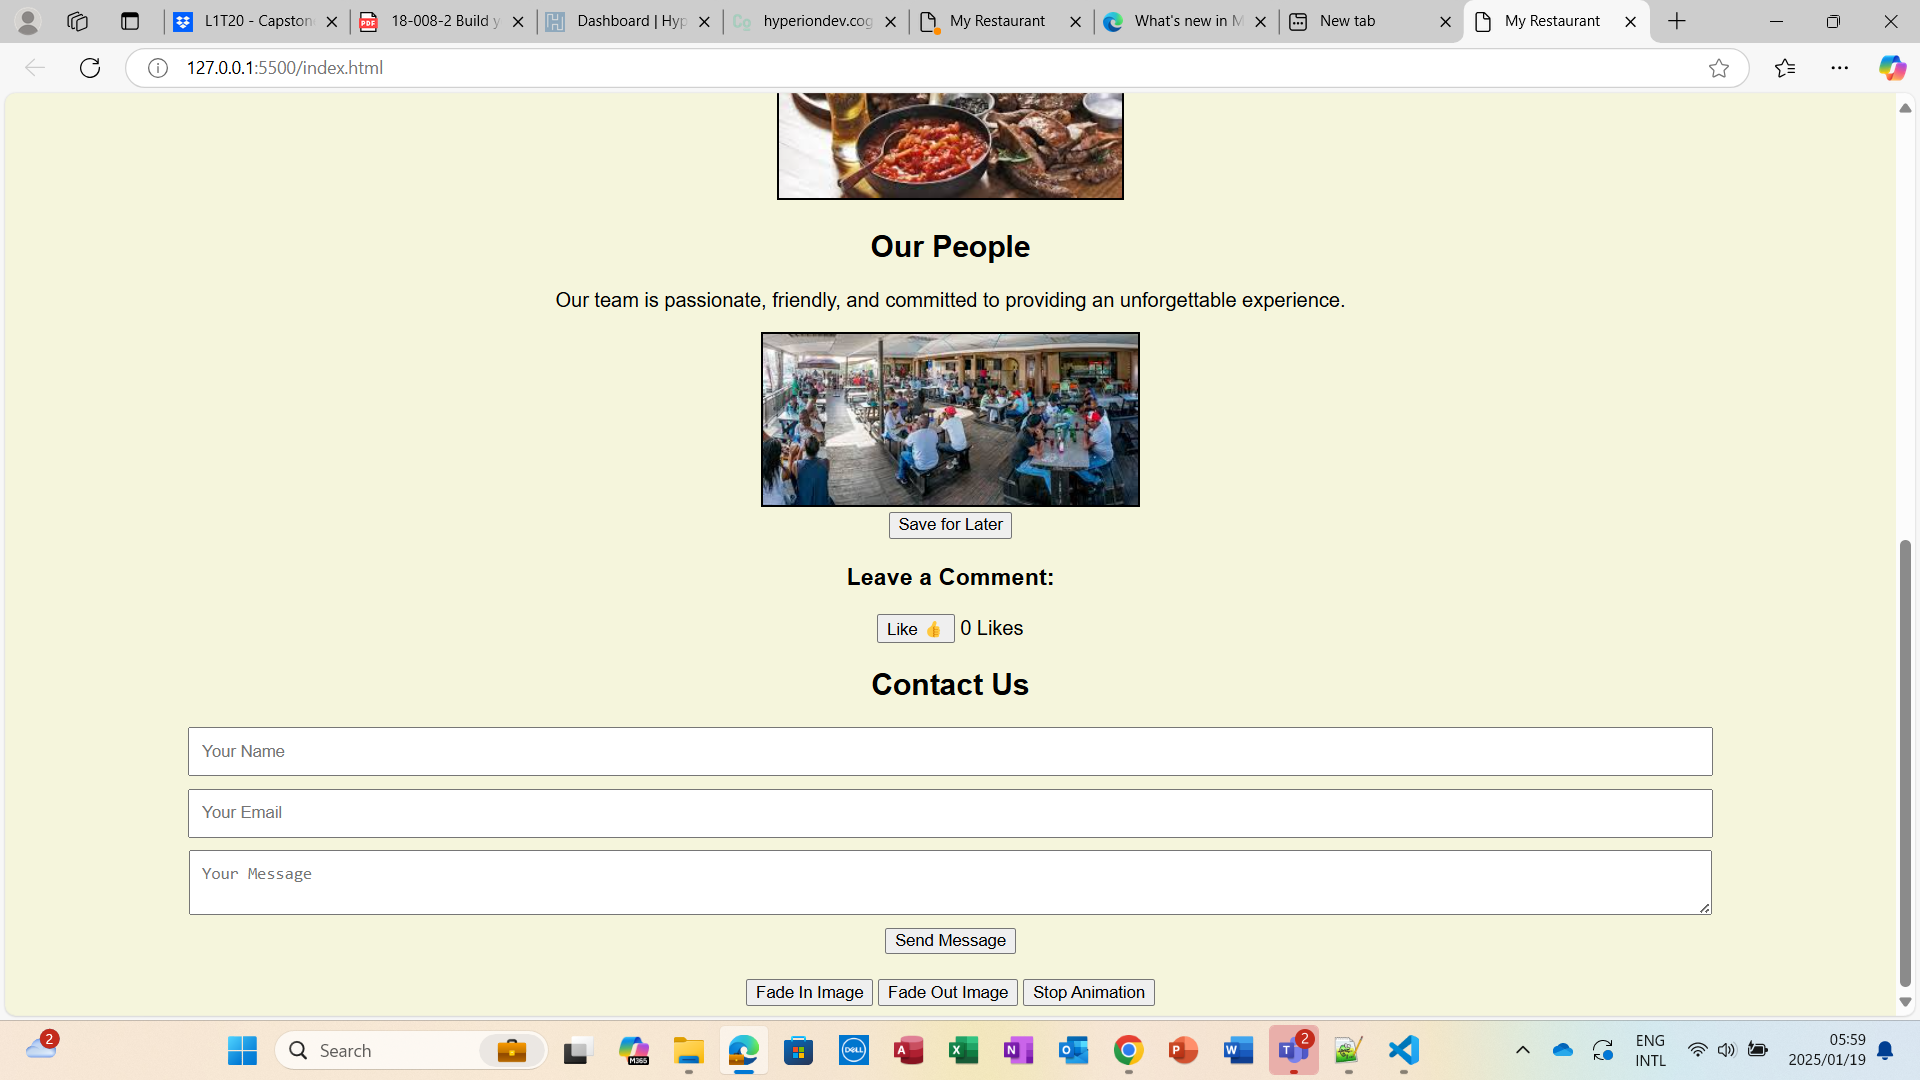 L1T20 - Capstone
18-008-2 Build y
Dashboard | Hyp
hyperiondev.cog
My Restaurant
What's new in M
New tab
My Restaurant
127.0.0.1:5500/index.html
Our People
Our team is passionate, friendly, and committed to providing an unforgettable experience.
Save for Later
Leave a Comment:
Like 👍 0 Likes
Contact Us
Your Name
Your Email
Your Message
Send Message
Fade In Image Fade Out Image Stop Animation
2
Search
M365
DELL
2
ENG
INTL
05:59
2025/01/19